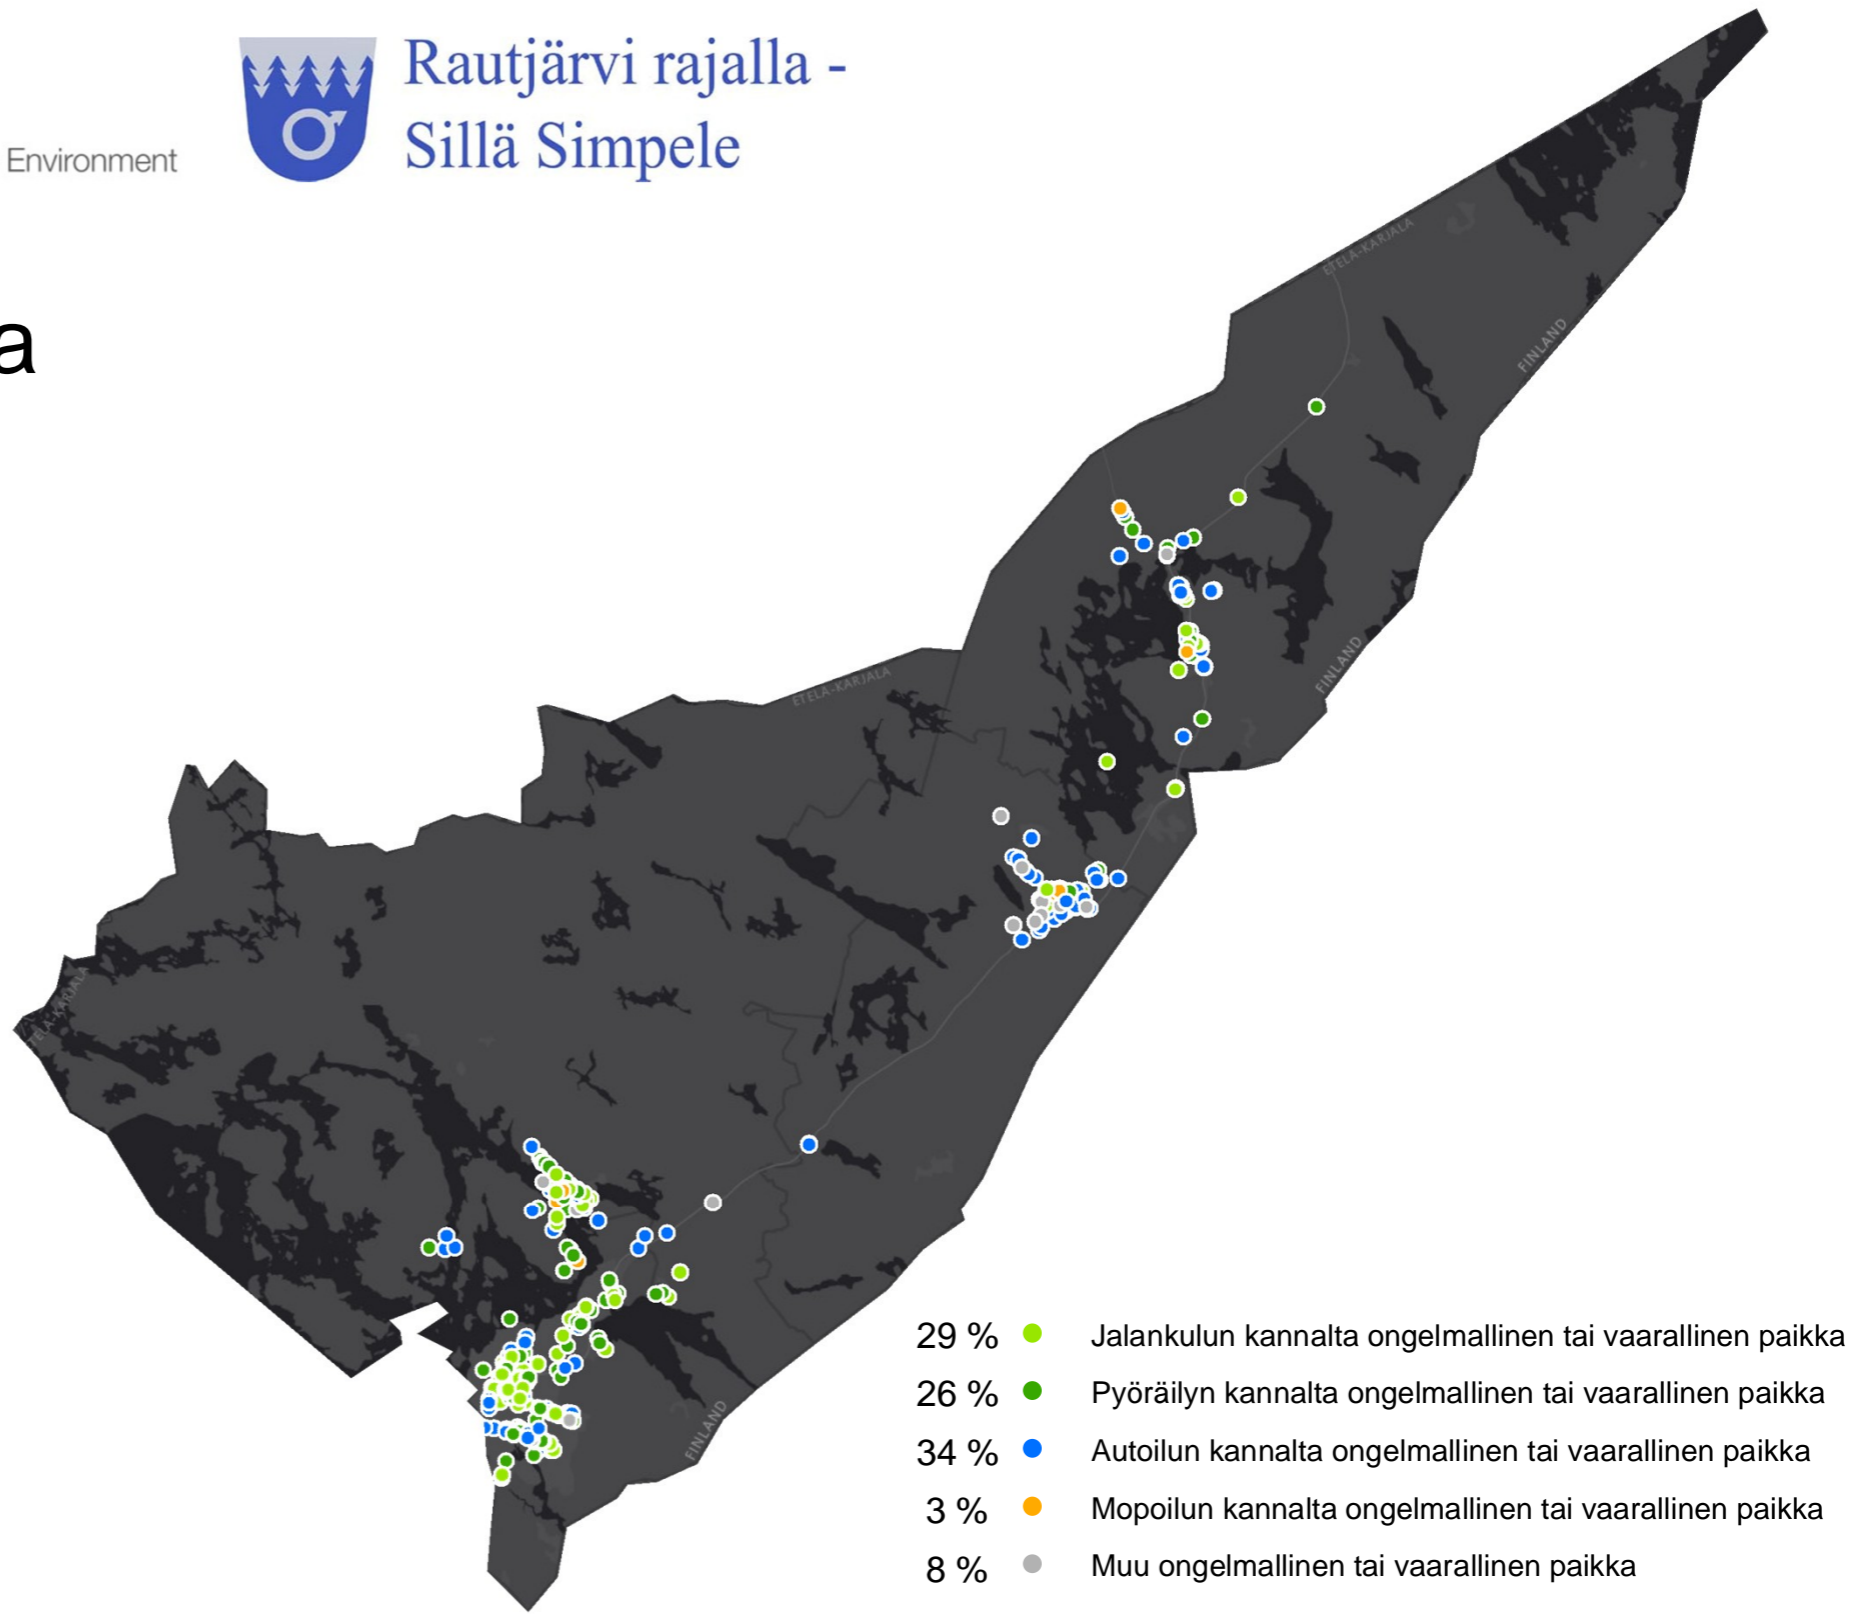 Rautjärvi rajalla -
Sillä Simpele
Environment
a
ETELÄ-KARJALA
FINLAND
FINLAND
ETELÄ-KARJALA
ETELÄ-KARJALA
FINLAND
29 % Jalankulun kannalta ongelmallinen tai vaarallinen paikka
26 % Pyöräilyn kannalta ongelmallinen tai vaarallinen paikka
34 % Autoilun kannalta ongelmallinen tai vaarallinen paikka
3 % Mopoilun kannalta ongelmallinen tai vaarallinen paikka
8 % Muu ongelmallinen tai vaarallinen paikka